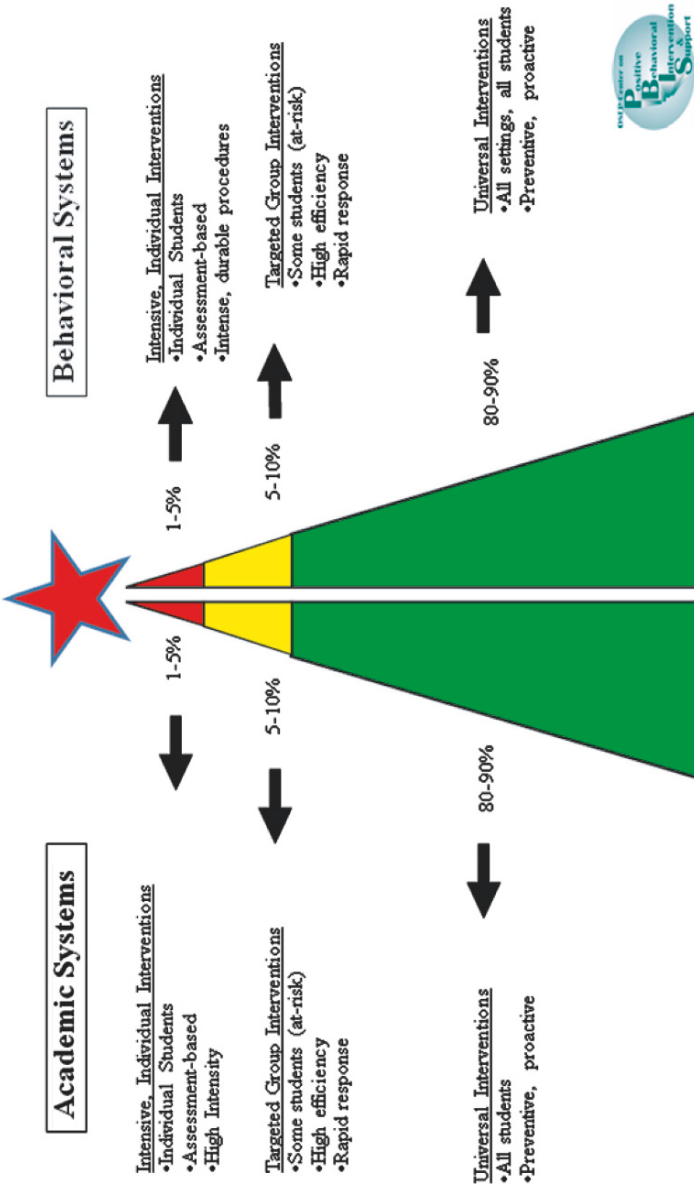 Academic Systems
Behavioral Systems
Intensive, Individual Interventions
•Individual Students
•Assessment-based
•High Intensity
1-5%
1-5%
Intensive, Individual Interventions
•Individual Students
•Assessment-based
•Intense, durable procedures
Targeted Group Interventions
•Some students (at-risk)
•High efficiency
•Rapid response
5-10%
5-10%
Targeted Group Interventions
•Some students (at-risk)
•High efficiency
•Rapid response
Universal Interventions
•All students
•Preventive, proactive
80-90%
80-90%
Universal Interventions
•All settings, all students
•Preventive, proactive
OSEP Center on
Positive
Behavioral
Intervention
&
Support